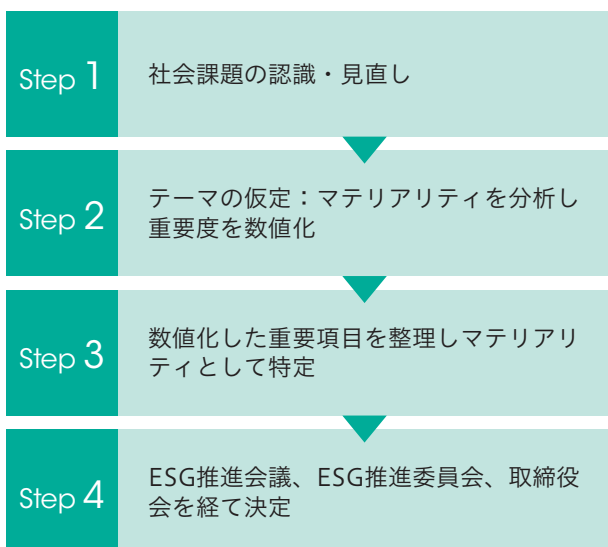 Step 1
社会課題の認識・見直し
Step 2
テーマの仮定：マテリアリティを分析し
重要度を数値化
Step 3
数値化した重要項目を整理しマテリアリ
ティとして特定
Step 4
ESG推進会議、ESG推進委員会、取締役
会を経て決定